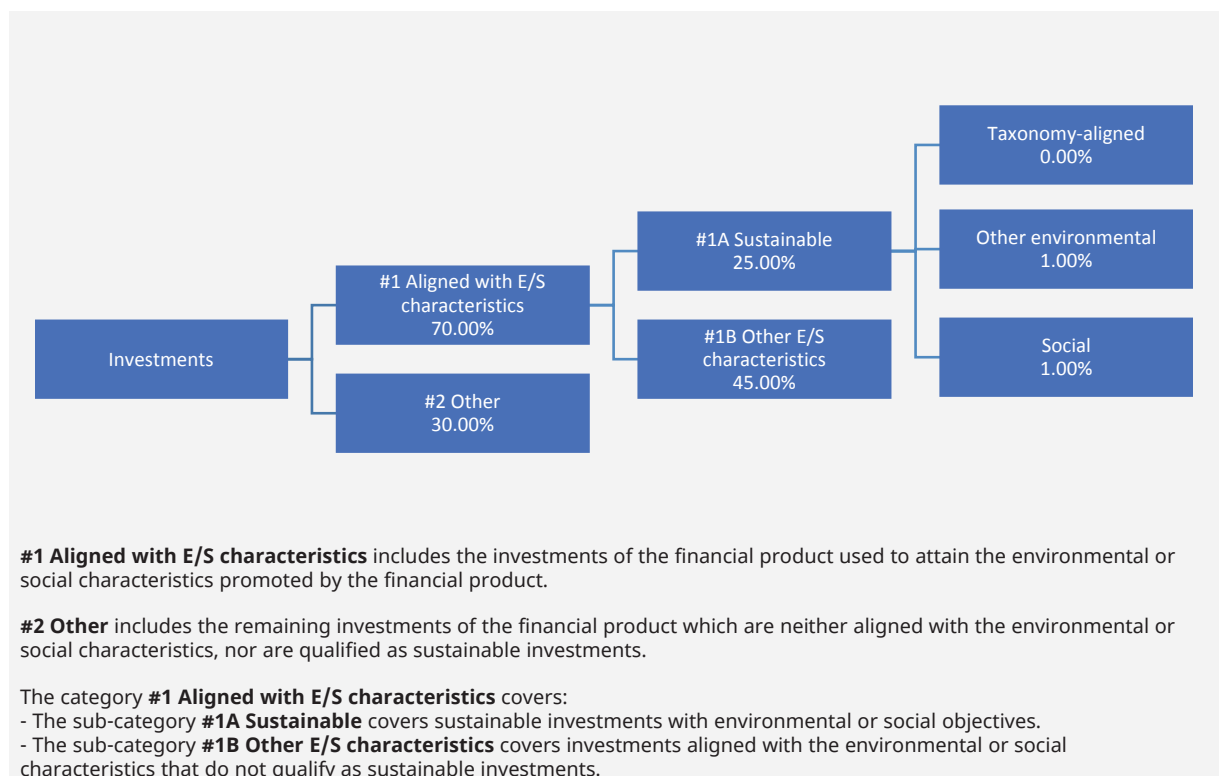 Investments
#1 Aligned with E/S
characteristics
70.00%
#2 Other
30.00%
#1A Sustainable
25.00%
#1B Other E/S
characteristics
45.00%
Taxonomy-aligned
0.00%
Other environmental
1.00%
Social
1.00%
#1 Aligned with E/S characteristics includes the investments of the financial product used to attain the environmental or
social characteristics promoted by the financial product.
#2 Other includes the remaining investments of the financial product which are neither aligned with the environmental or
social characteristics, nor are qualified as sustainable investments.
The category #1 Aligned with E/S characteristics covers:
- The sub-category #1A Sustainable covers sustainable investments with environmental or social objectives.
- The sub-category #1B Other E/S characteristics covers investments aligned with the environmental or social
characteristics that do not qualify as sustainable investments.